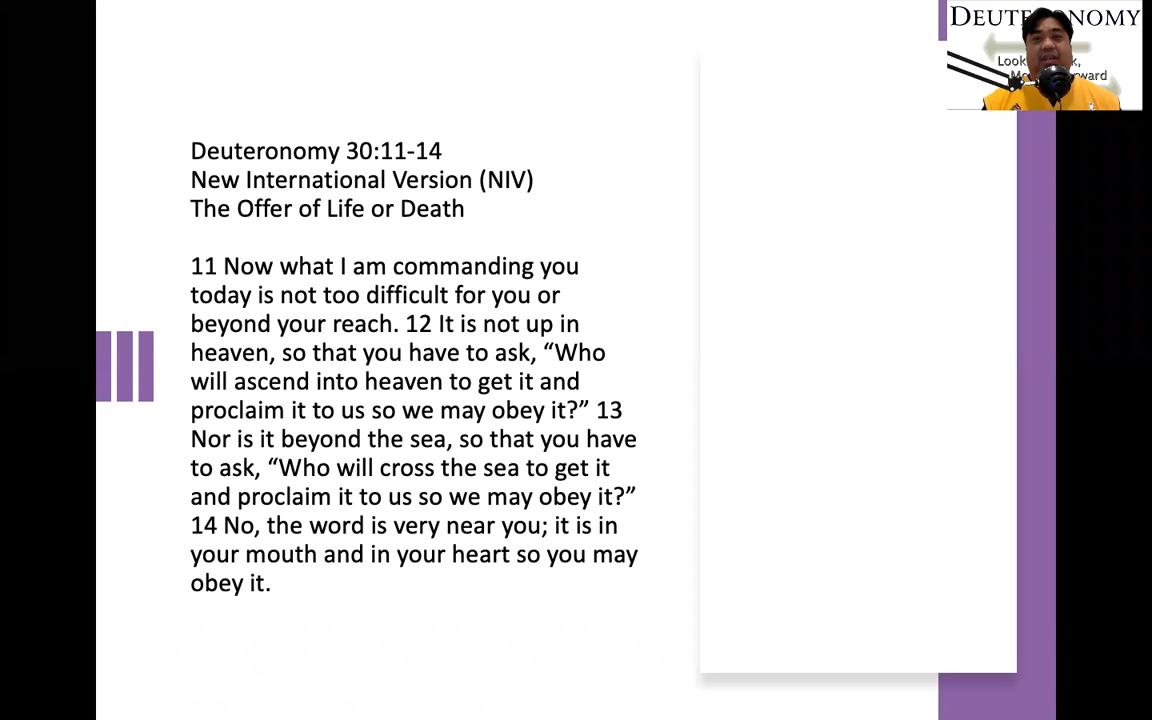 Deuteronomy 30:11-14
New International Version (NIV)
The Offer of Life or Death
11 Now what I am commanding you
today is not too difficult for you or
beyond your reach. 12 It is not up in
heaven, so that you have to ask, “Who
will ascend into heaven to get it and
proclaim it to us so we may obey it?” 13
Nor is it beyond the sea, so that you have
to ask, “Who will cross the sea to get it
and proclaim it to us so we may obey it?”
14 No, the word is very near you; it is in
your mouth and in your heart so you may
obey it.